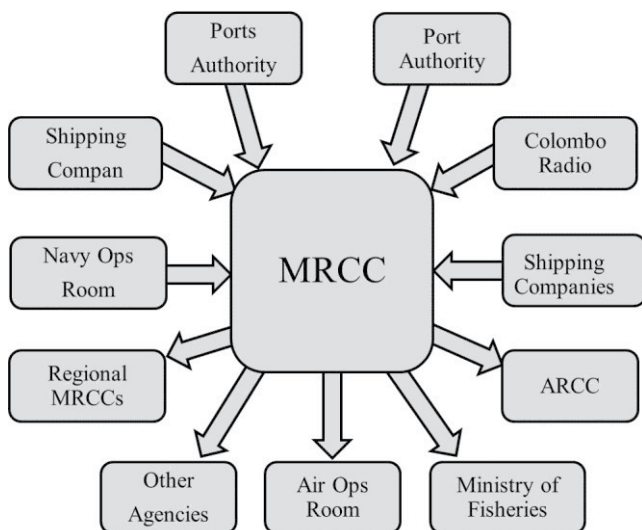 Ports
Authority
Port
Authority
Shipping
Compan
Colombo
Radio
MRCC
Navy Ops
Room
Shipping
Companies
Regional
MRCCs
ARCC
Other
Agencies
Air Ops
Room
Ministry of
Fisheries